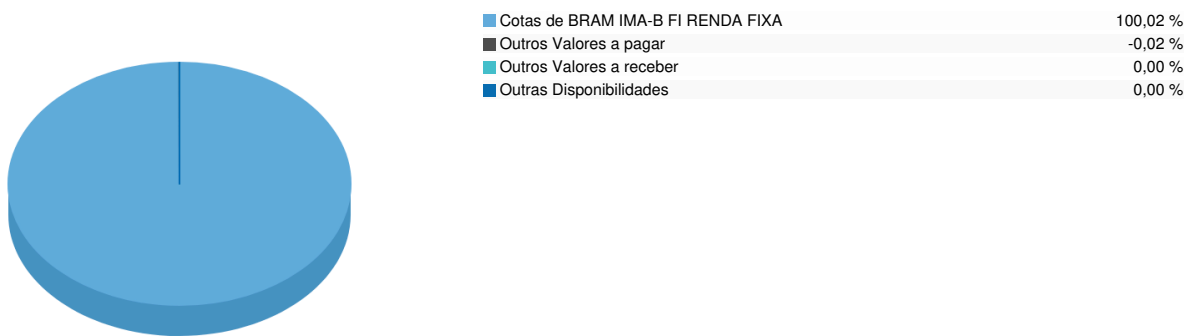 Cotas de BRAM IMA-B FI RENDA FIXA 100,02 %
Outros Valores a pagar -0,02 %
Outros Valores a receber 0,00 %
Outras Disponibilidades 0,00 %